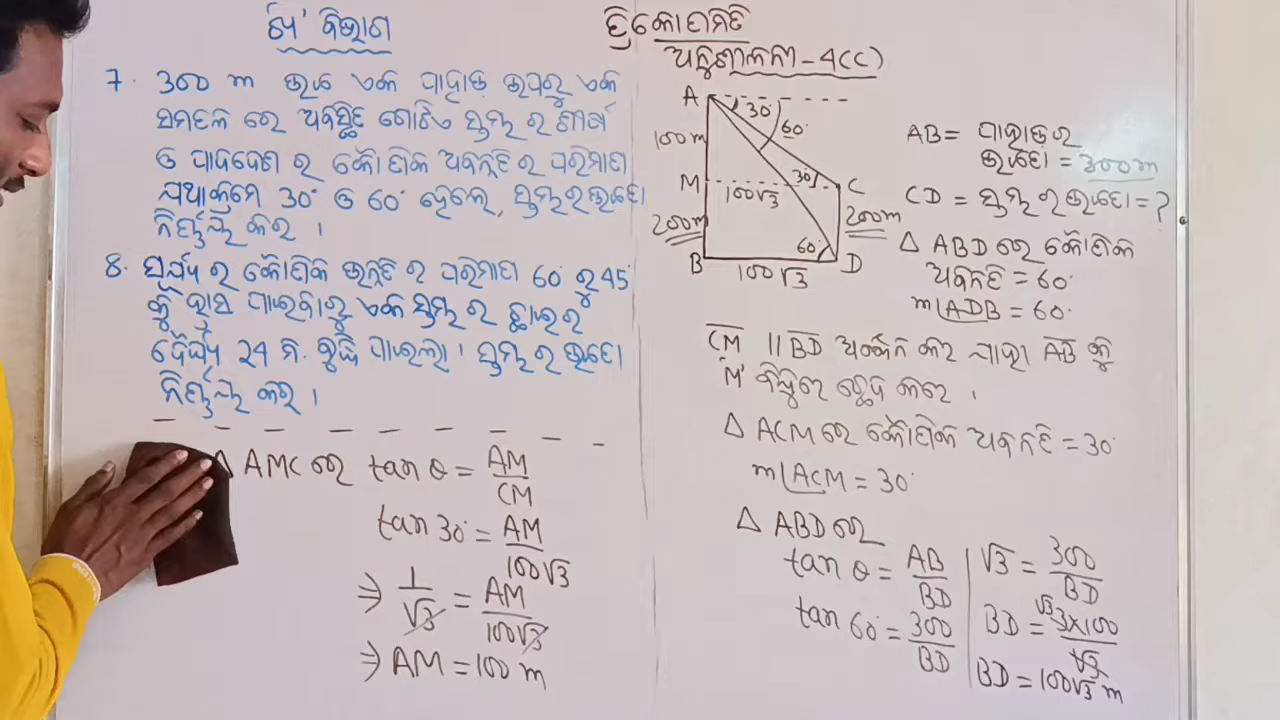 'ଖ' ବିଭାଗ
ତ୍ରିକୋଣମିତି
ଅନୁଶୀଳନୀ - 4(C)
7. 300 m ଉଚ୍ଚ ଏକ ପାହାଡ଼ ଉପରୁ ଏକ
ସମତଳ ରେ ଅବସ୍ଥିତ ଗୋଟିଏ ସ୍ତମ୍ଭ ର ଶୀର୍ଷ
ଓ ପାଦଦେଶ ର କୌଣିକ ଅବନତି ର ପରିମାଣ
ଯଥାକ୍ରମେ 30° ଓ 60° ହେଲେ, ସ୍ତମ୍ଭ ର ଉଚ୍ଚତା
ନିର୍ଣ୍ଣୟ କର ।
8. ସୂର୍ଯ୍ୟ ର କୌଣିକ ଉନ୍ନତି ର ପରିମାଣ 60° ରୁ 45°
କୁ ହ୍ରାସ ପାଇବାରୁ ଏକ ସ୍ତମ୍ଭ ର ଛାଇର
ଦୈର୍ଘ୍ୟ 24 ମି. ବୃଦ୍ଧି ପାଇଲା । ସ୍ତମ୍ଭ ର ଉଚ୍ଚତା
ନିର୍ଣ୍ଣୟ କର ।
Δ AMC ରେ tan θ = AM/CM
tan 30° = AM/100√3
⇒ 1/√3 = AM/100√3
⇒ AM = 100 m
A 30° 60°
100m
M 100√3 30° C
200m 200m
B 60° D
100√3
AB = ପାହାଡ଼ର
ଉଚ୍ଚତା = 300m
CD = ସ୍ତମ୍ଭ ର ଉଚ୍ଚତା = ?
Δ ABD ରେ କୌଣିକ
ଅବନତି = 60°
m∠ADB = 60°
CM || BD ଅଙ୍କନ କର ଯାହା AB କୁ
'M' ବିନ୍ଦୁରେ ଛେଦ କରେ ।
Δ ACM ରେ କୌଣିକ ଅବନତି = 30°
m∠ACM = 30°
Δ ABD ରେ
tan θ = AB/BD
tan 60° = 300/BD
√3 = 300/BD
BD = √3 3×100/√3
BD = 100√3 m